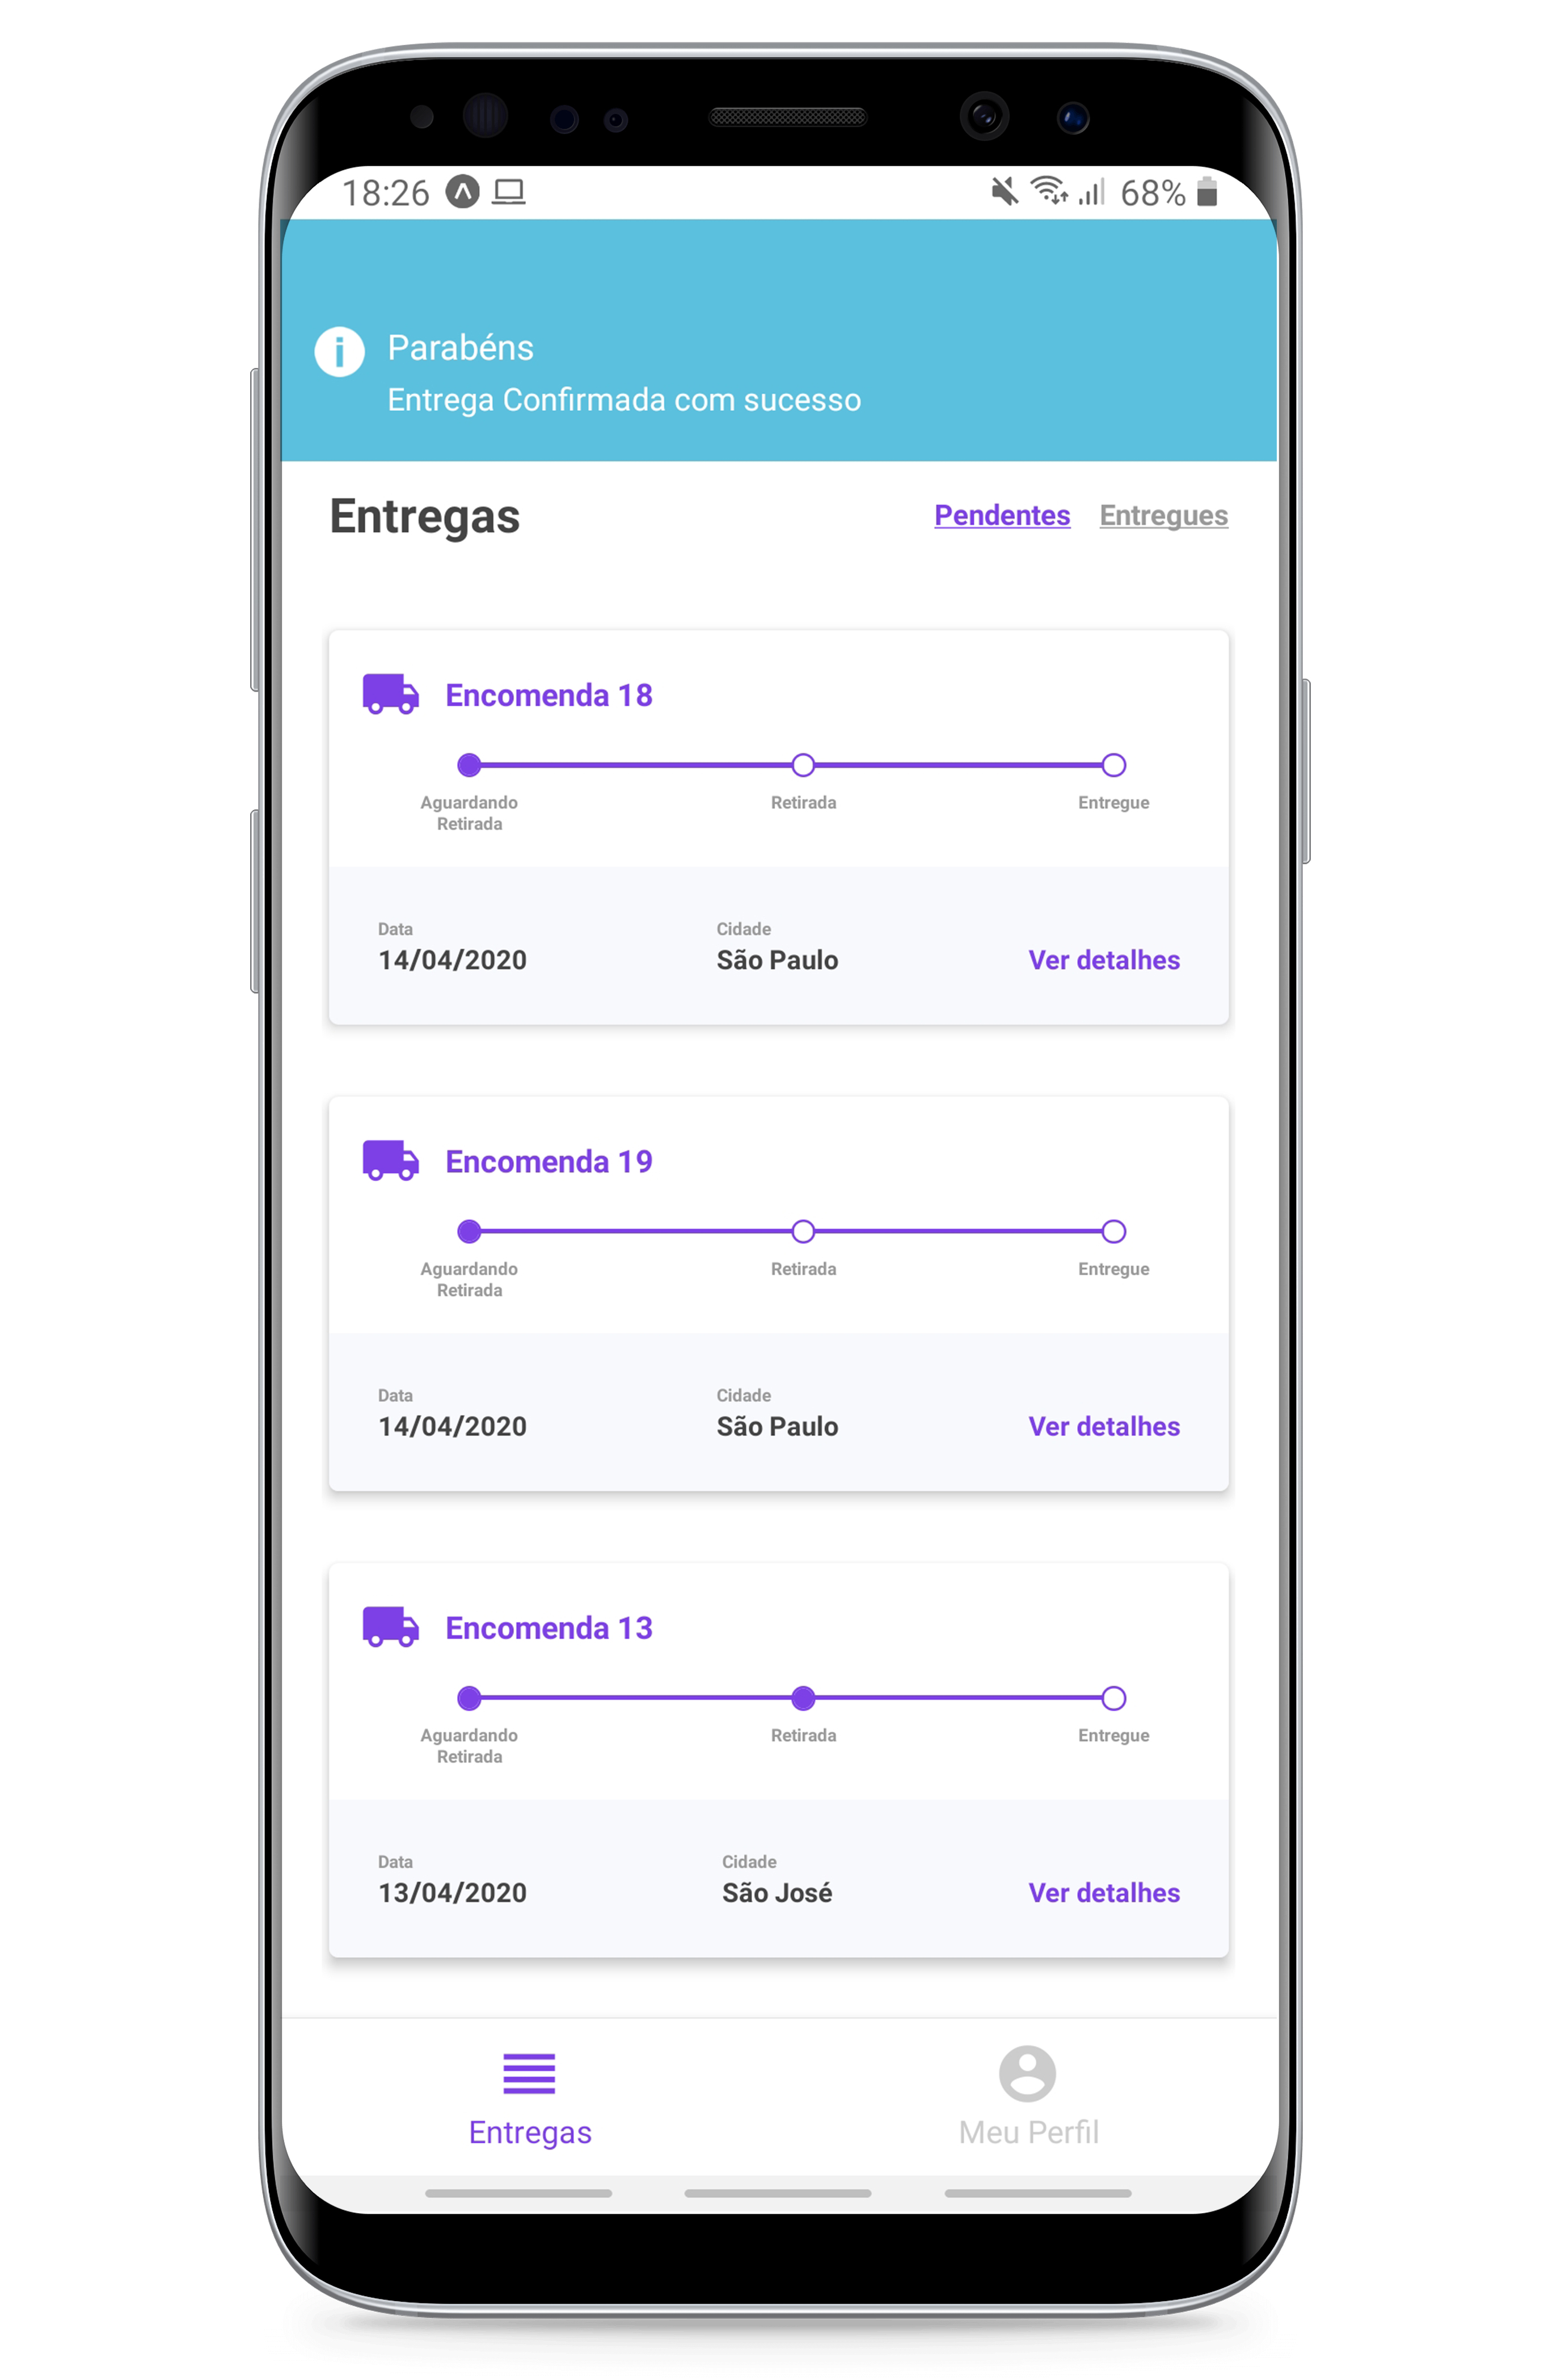 18:26 68%
Parabéns
Entrega Confirmada com sucesso
Entregas Pendentes Entregues
Encomenda 18
Aguardando Retirada Entregue
Retirada
Data Cidade
14/04/2020 São Paulo Ver detalhes
Encomenda 19
Aguardando Retirada Entregue
Retirada
Data Cidade
14/04/2020 São Paulo Ver detalhes
Encomenda 13
Aguardando Retirada Entregue
Retirada
Data Cidade
13/04/2020 São José Ver detalhes
Entregas Meu Perfil